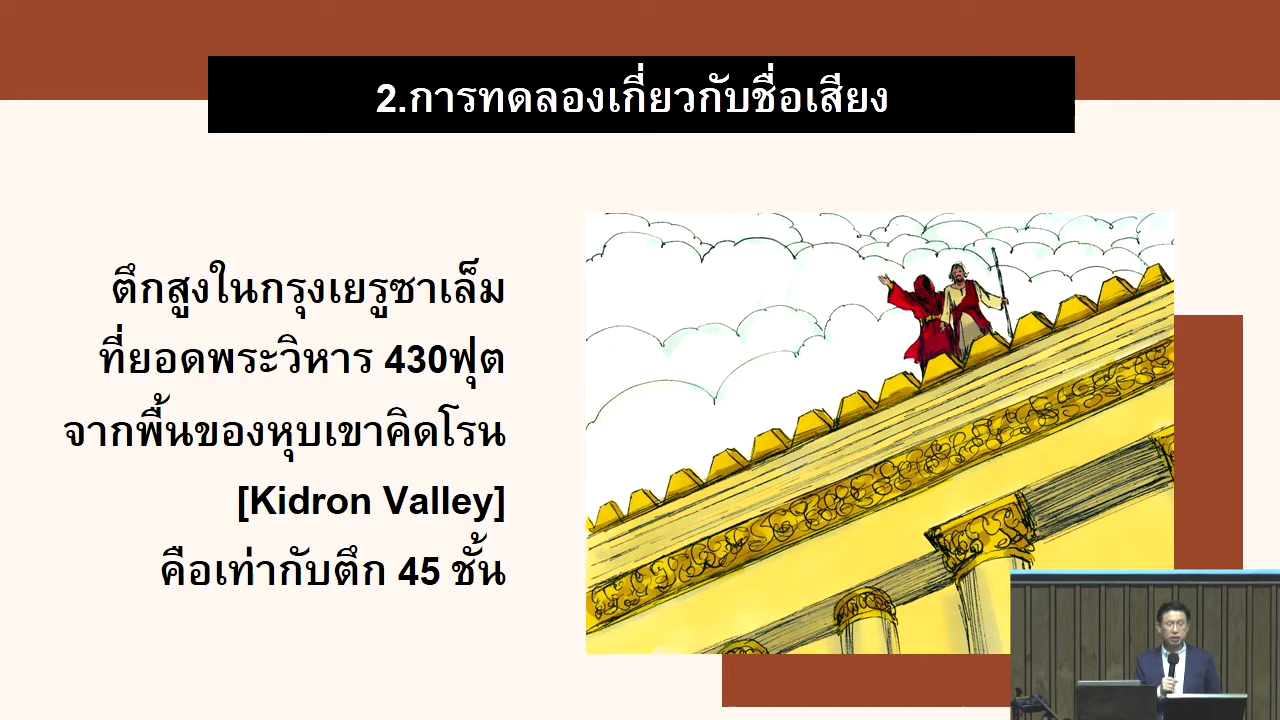 2.การทดลองเกี่ยวกับชื่อเสียง
ตึกสูงในกรุงเยรูซาเล็ม
ที่ยอดพระวิหาร 430ฟุต
จากพื้นของหุบเขาคิดโรน
[Kidron Valley]
คือเท่ากับตึก 45 ชั้น